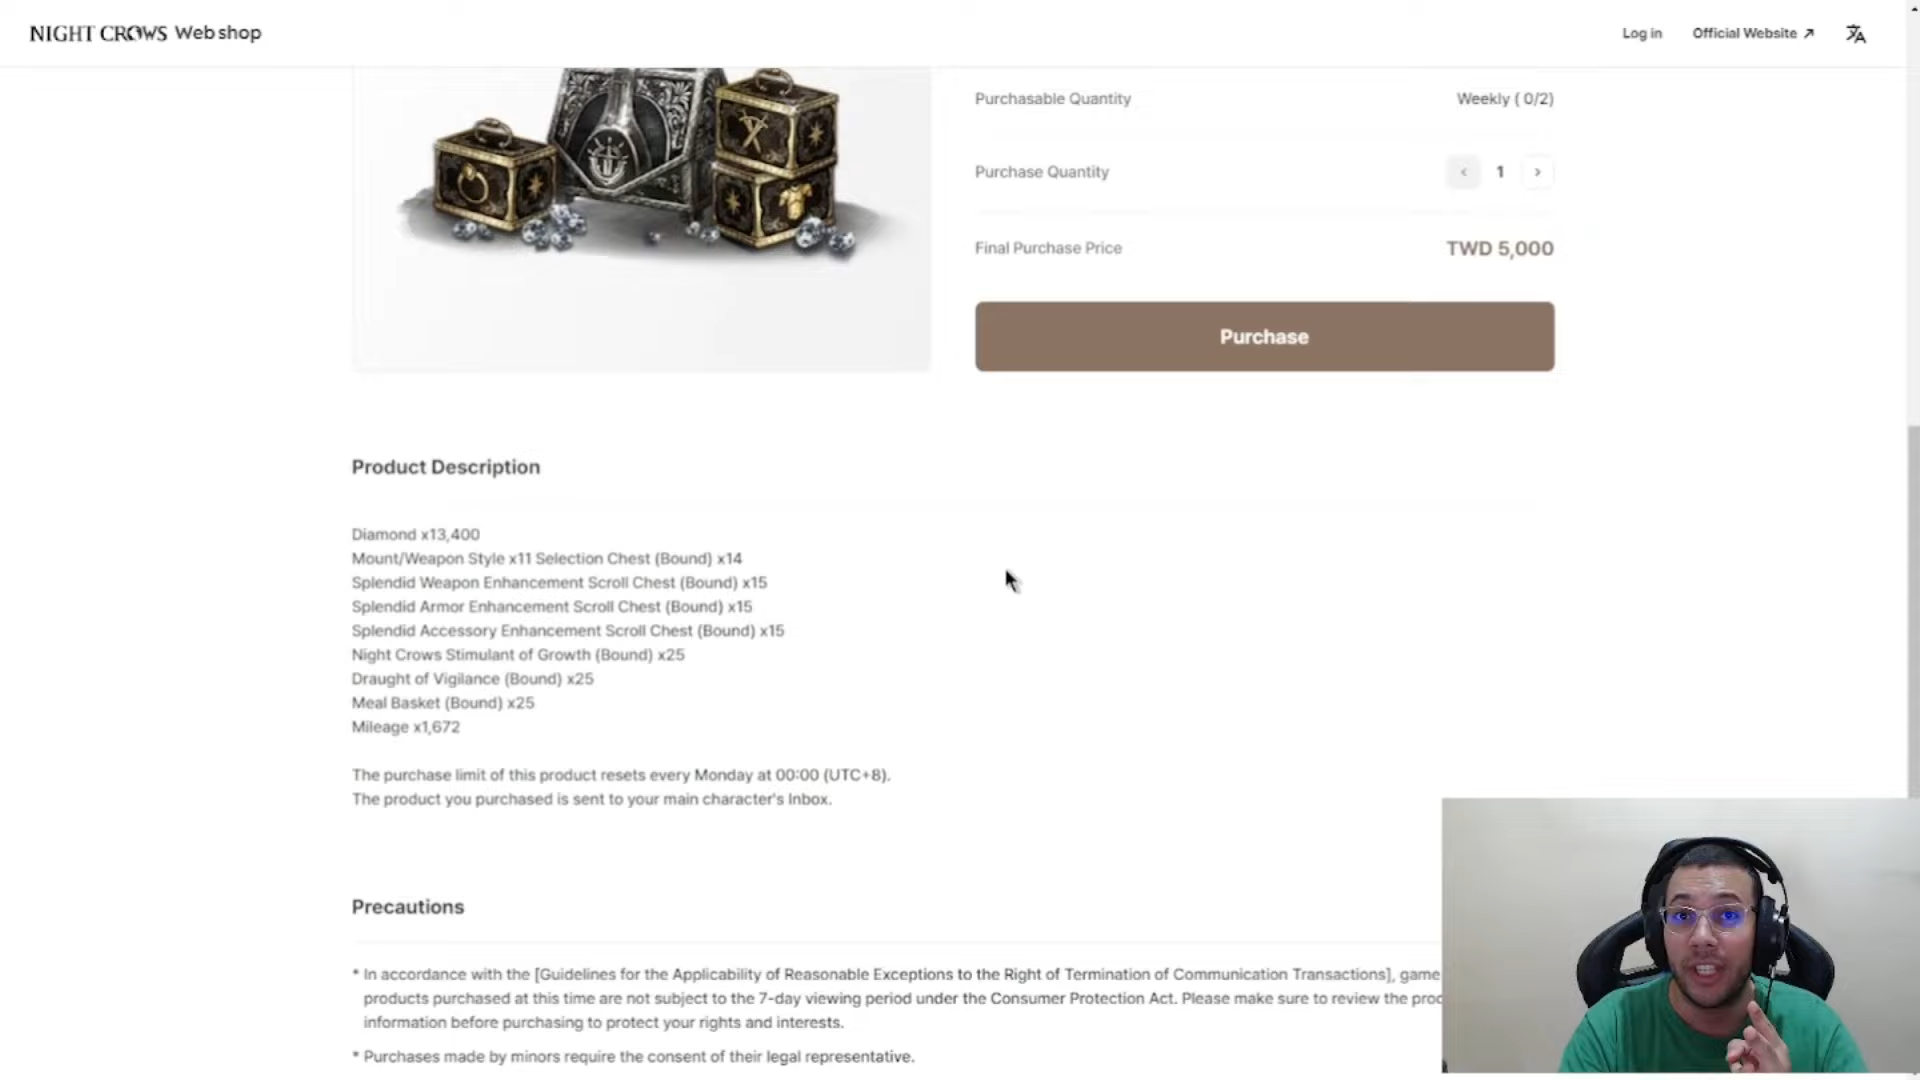 NIGHT CROWS Web shop
Log in
Official Website
Purchasable Quantity
Weekly ( 0/2)
Purchase Quantity
1
Final Purchase Price
TWD 5,000
Purchase
Product Description
Diamond x13,400
Mount/Weapon Style x11 Selection Chest (Bound) x14
Splendid Weapon Enhancement Scroll Chest (Bound) x15
Splendid Armor Enhancement Scroll Chest (Bound) x15
Splendid Accessory Enhancement Scroll Chest (Bound) x15
Night Crows Stimulant of Growth (Bound) x25
Draught of Vigilance (Bound) x25
Meal Basket (Bound) x25
Mileage x1,672
The purchase limit of this product resets every Monday at 00:00 (UTC+8).
The product you purchased is sent to your main character's Inbox.
Precautions
* In accordance with the [Guidelines for the Applicability of Reasonable Exceptions to the Right of Termination of Communication Transactions], game
products purchased at this time are not subject to the 7-day viewing period under the Consumer Protection Act. Please make sure to review the
information before purchasing to protect your rights and interests.
* Purchases made by minors require the consent of their legal representative.